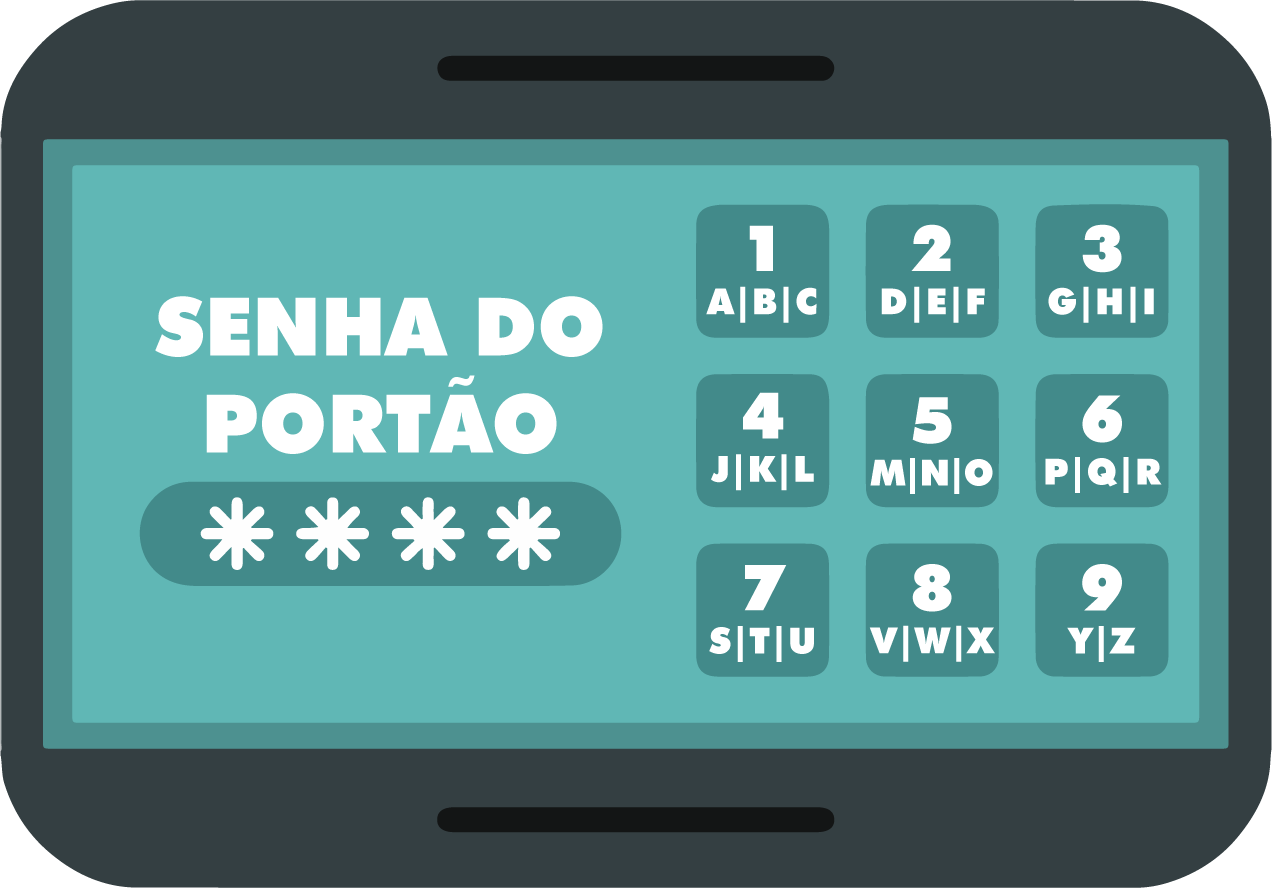 SENHA DO
PORTÃO
****
1 2 3
A|B|C D|E|F G|H|I
4 5 6
J|K|L M|N|O P|Q|R
7 8 9
S|T|U V|W|X Y|Z